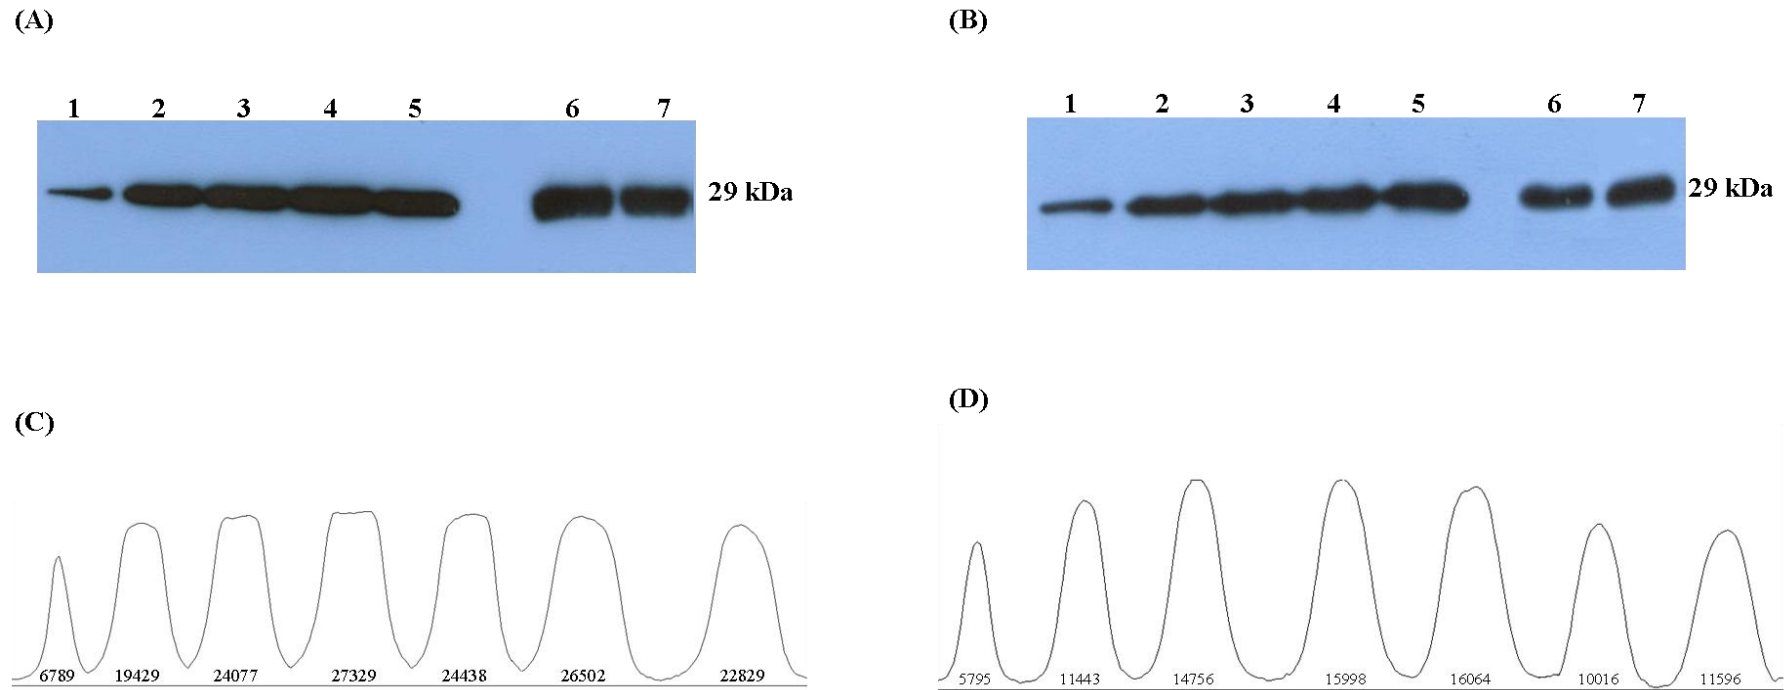 (A)
1 2 3 4 5 6 7
29 kDa
(B)
1 2 3 4 5 6 7
29 kDa
(C)
6789 19429 24077 27329 24438 26502 22829
(D)
5795 11443 14756 15998 16064 10016 11596